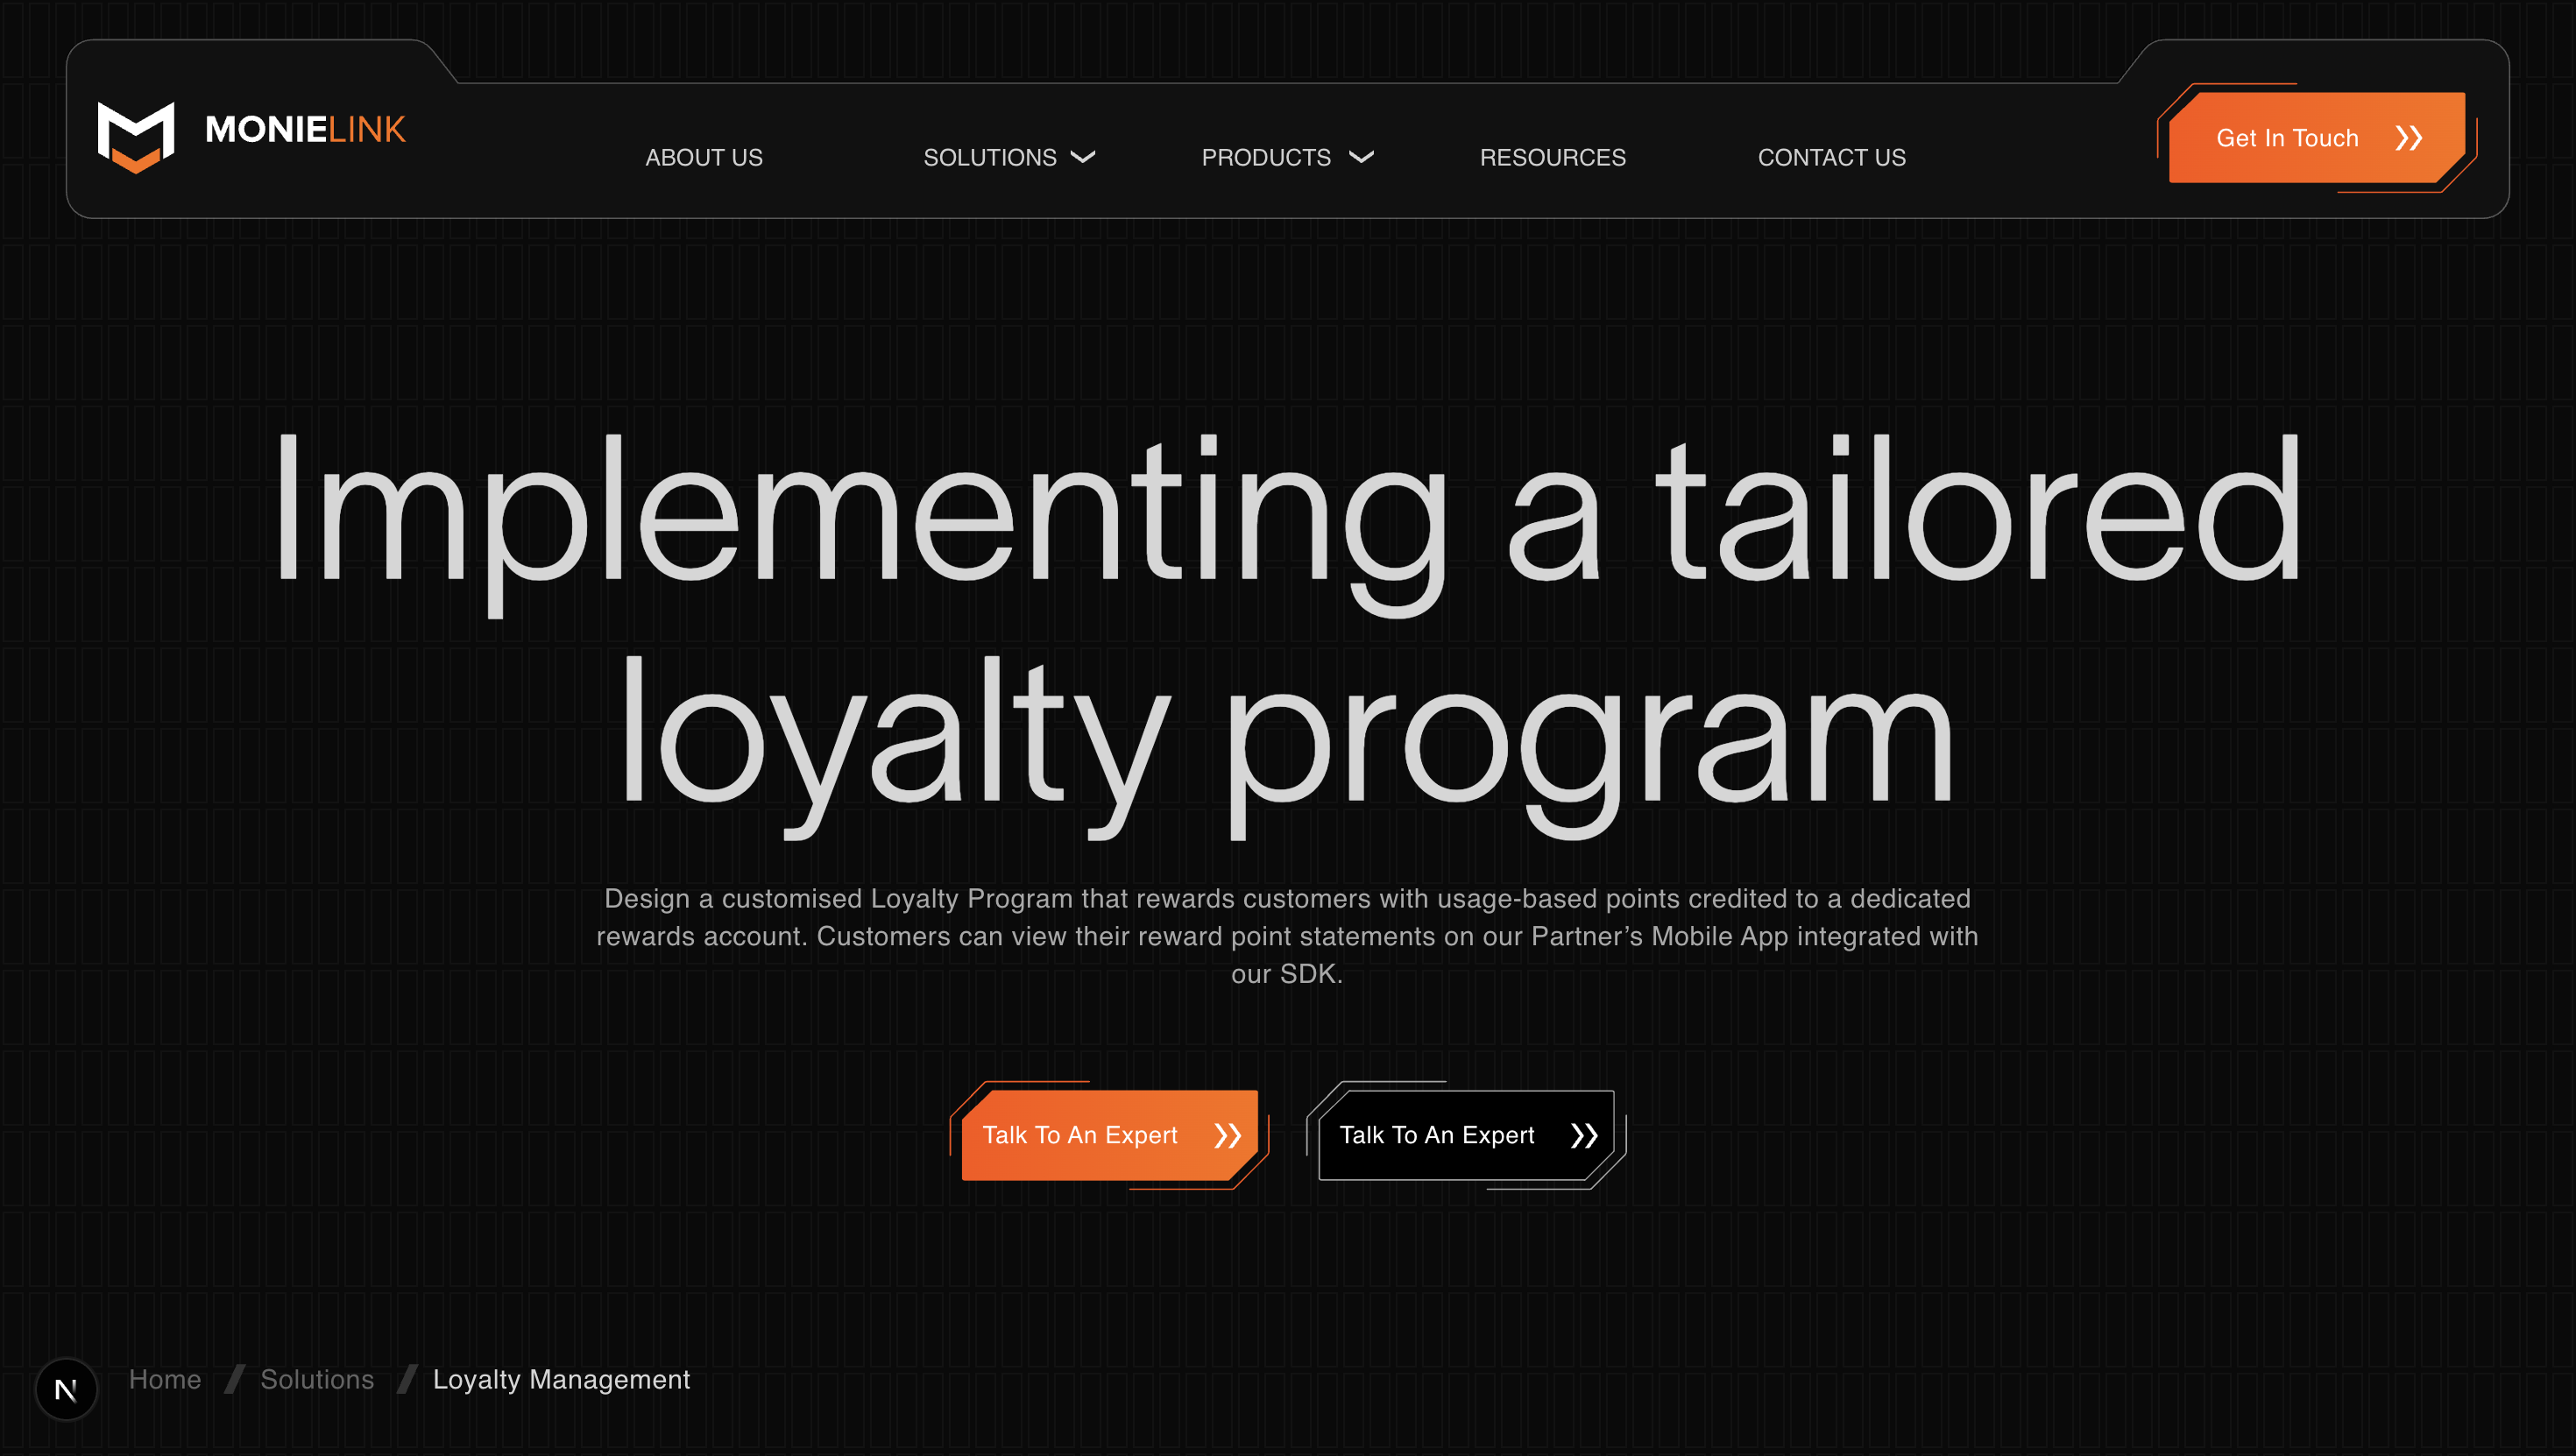 MONIELINK
ABOUT US
SOLUTIONS
PRODUCTS
RESOURCES
CONTACT US
Get In Touch
Implementing a tailored
loyalty program
Design a customised Loyalty Program that rewards customers with usage-based points credited to a dedicated
rewards account. Customers can view their reward point statements on our Partner’s Mobile App integrated with
our SDK.
Talk To An Expert
Talk To An Expert
N
Home / Solutions / Loyalty Management